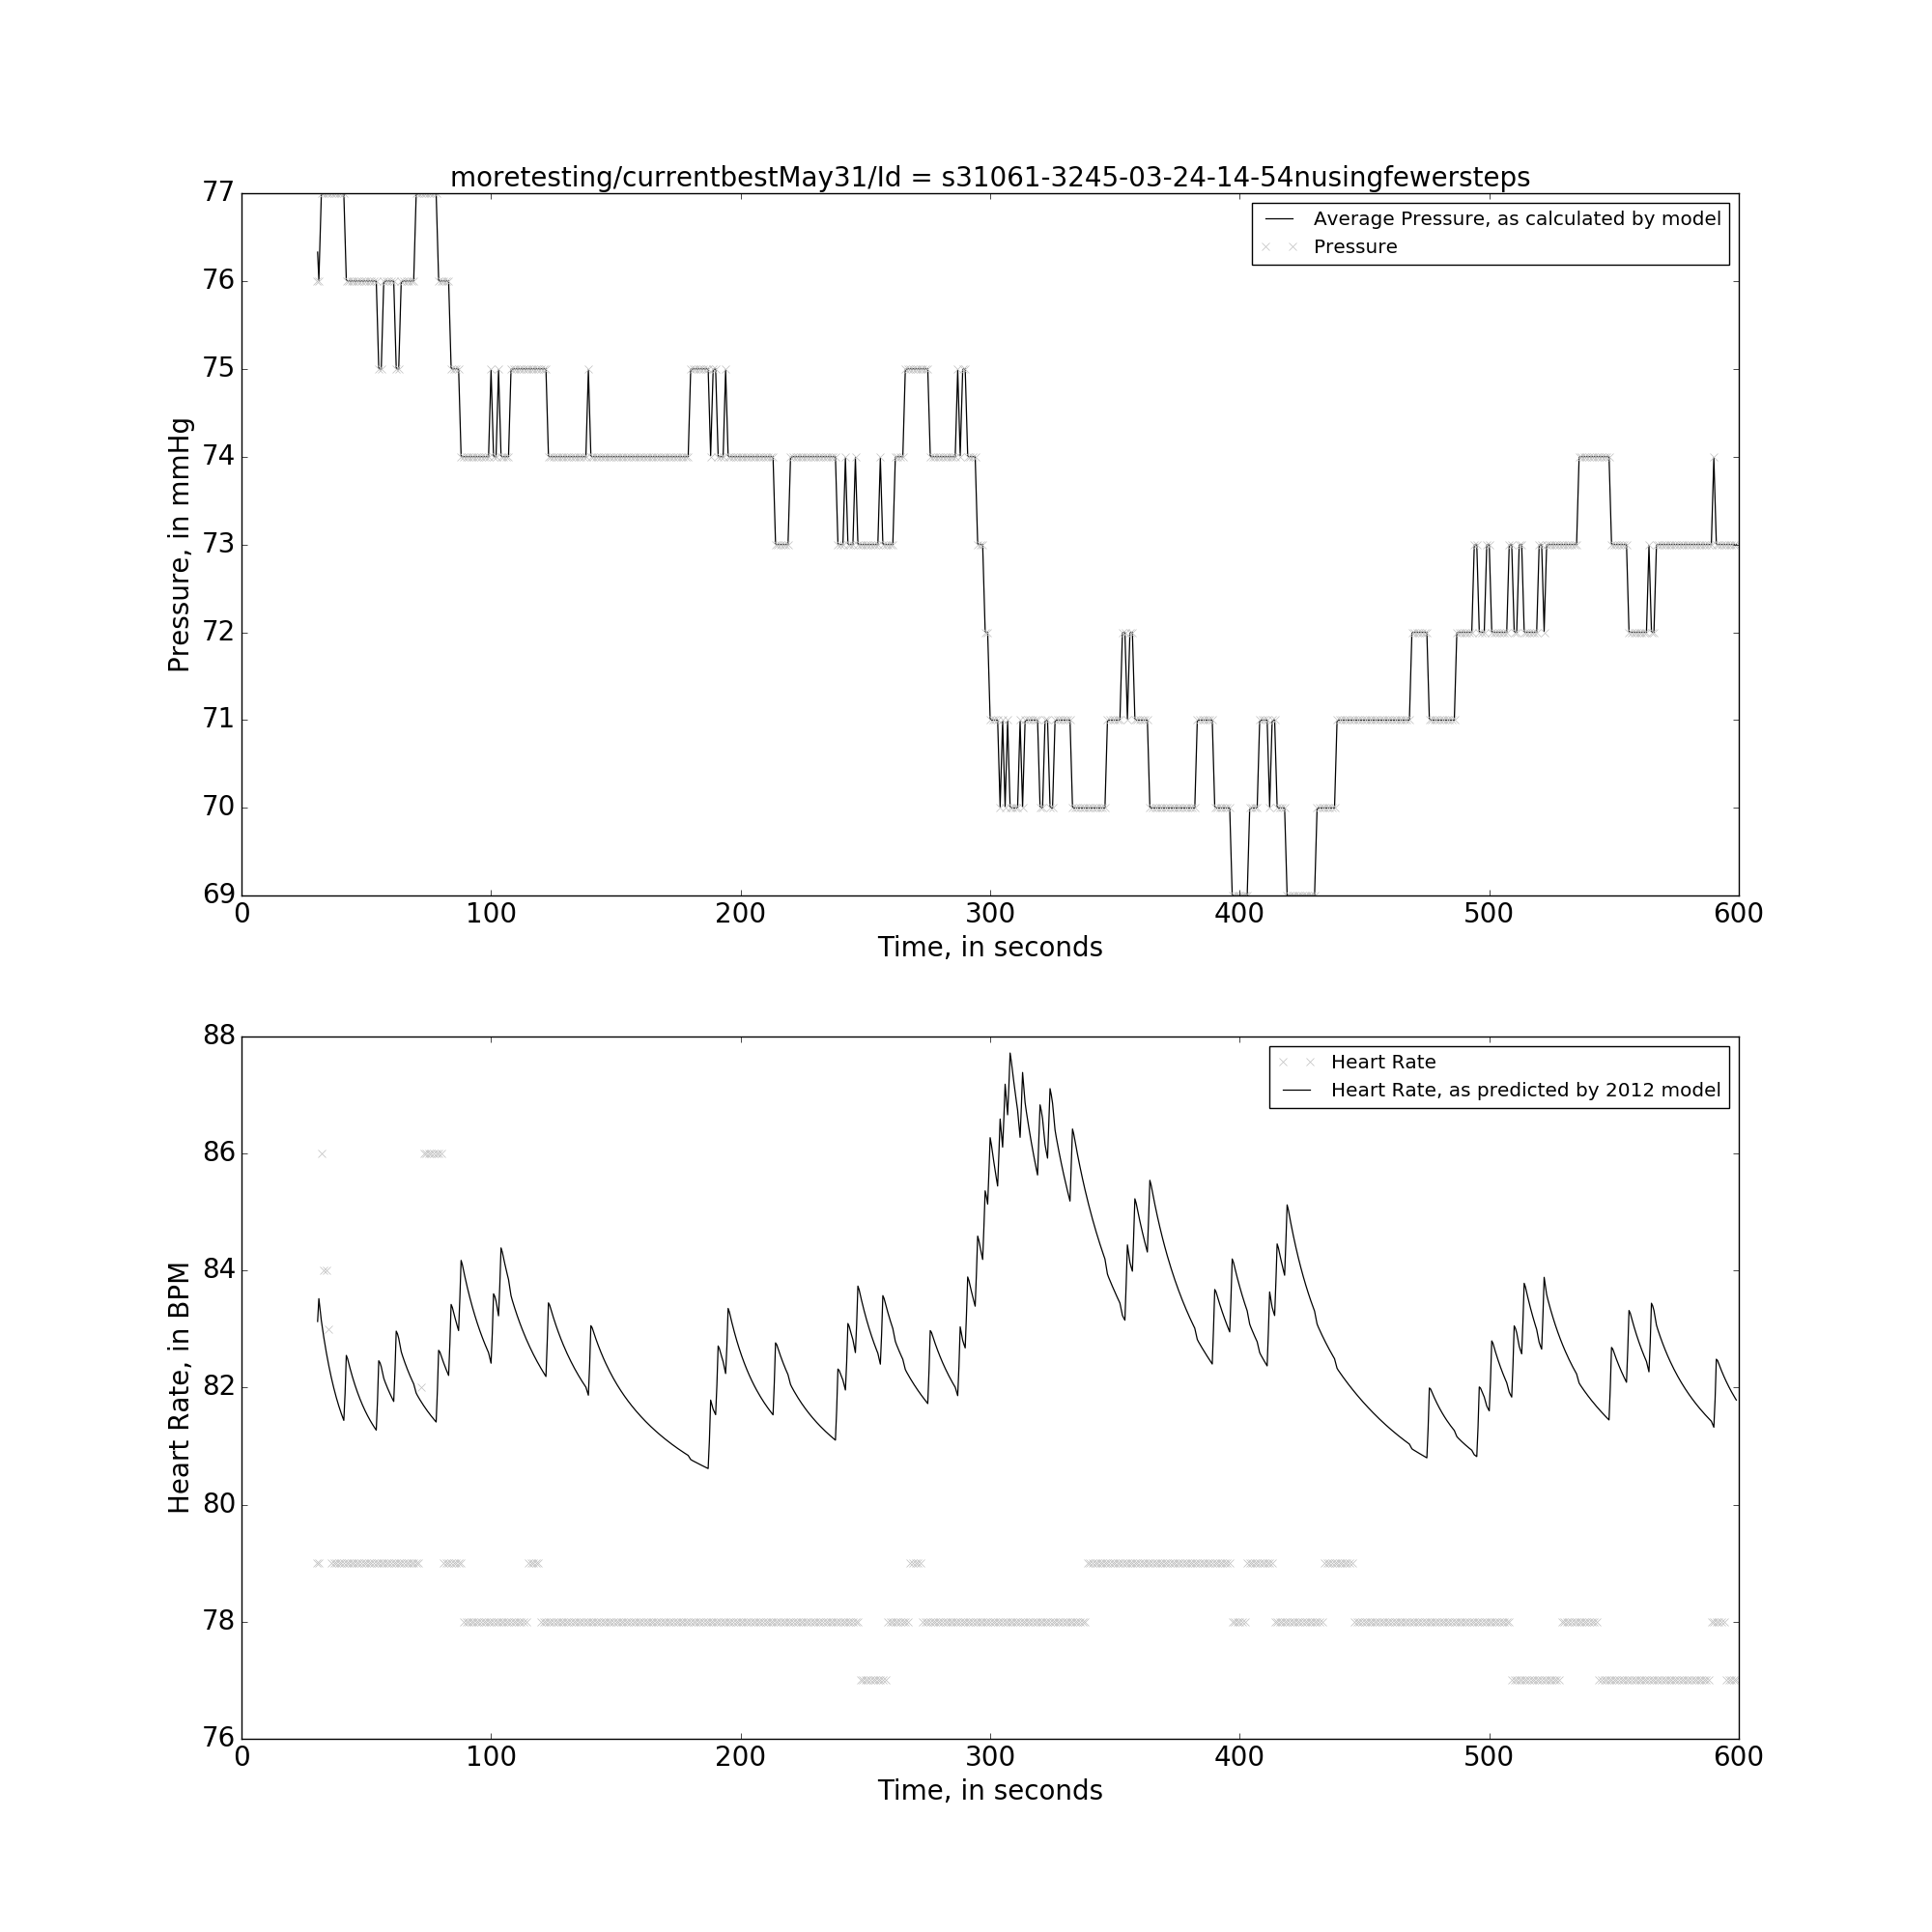 moretesting/currentbestMay31/Id = s31061-3245-03-24-14-54nusingfewersteps
77
76
75
74
73
72
71
70
69
Pressure, in mmHg
Average Pressure, as calculated by model
Pressure
0 100 200 300 400 500 600
Time, in seconds
88
86
84
82
80
78
76
Heart Rate, in BPM
Heart Rate
Heart Rate, as predicted by 2012 model
0 100 200 300 400 500 600
Time, in seconds